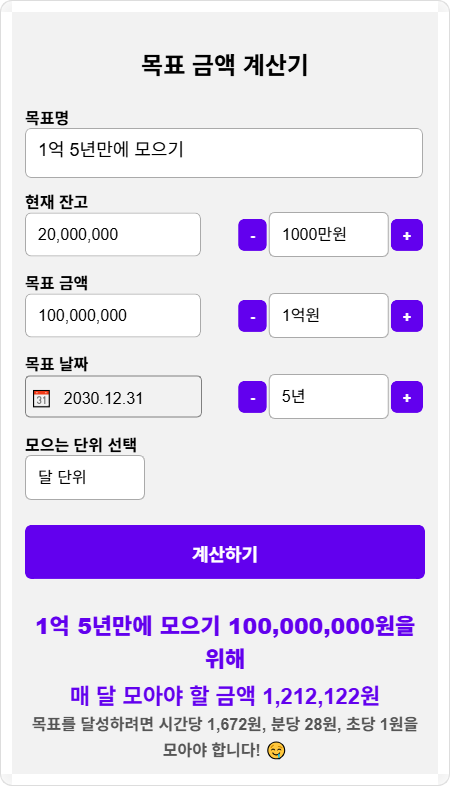 목표 금액 계산기
목표명
1억 5년만에 모으기
현재 잔고
20,000,000 - 1000만원 +
목표 금액
100,000,000 - 1억원 +
목표 날짜
31 2030.12.31 - 5년 +
모으는 단위 선택
달 단위
계산하기
1억 5년만에 모으기 100,000,000원을
위해
매 달 모아야 할 금액 1,212,122원
목표를 달성하려면 시간당 1,672원, 분당 28원, 초당 1원을
모아야 합니다! 🤤